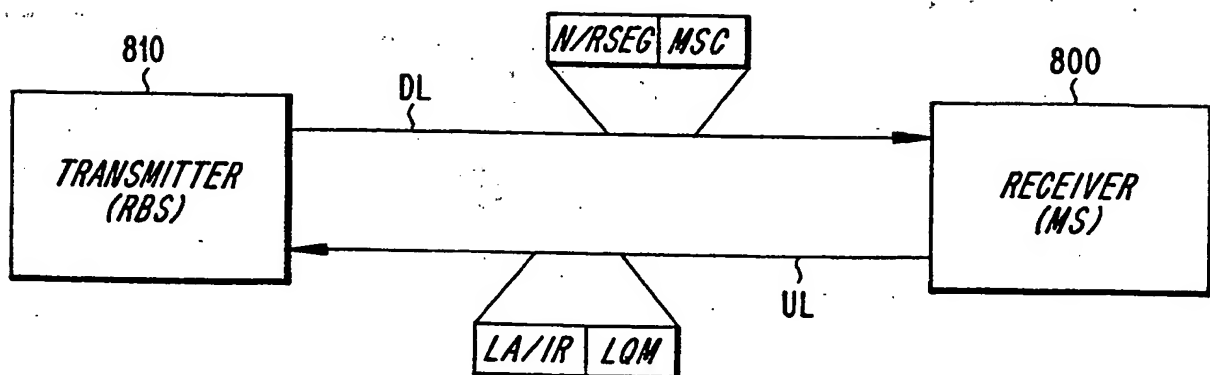 N/RSEG MSC
810
800
DL
TRANSMITTER
(RBS)
RECEIVER
(MS)
UL
LA/IR LQM